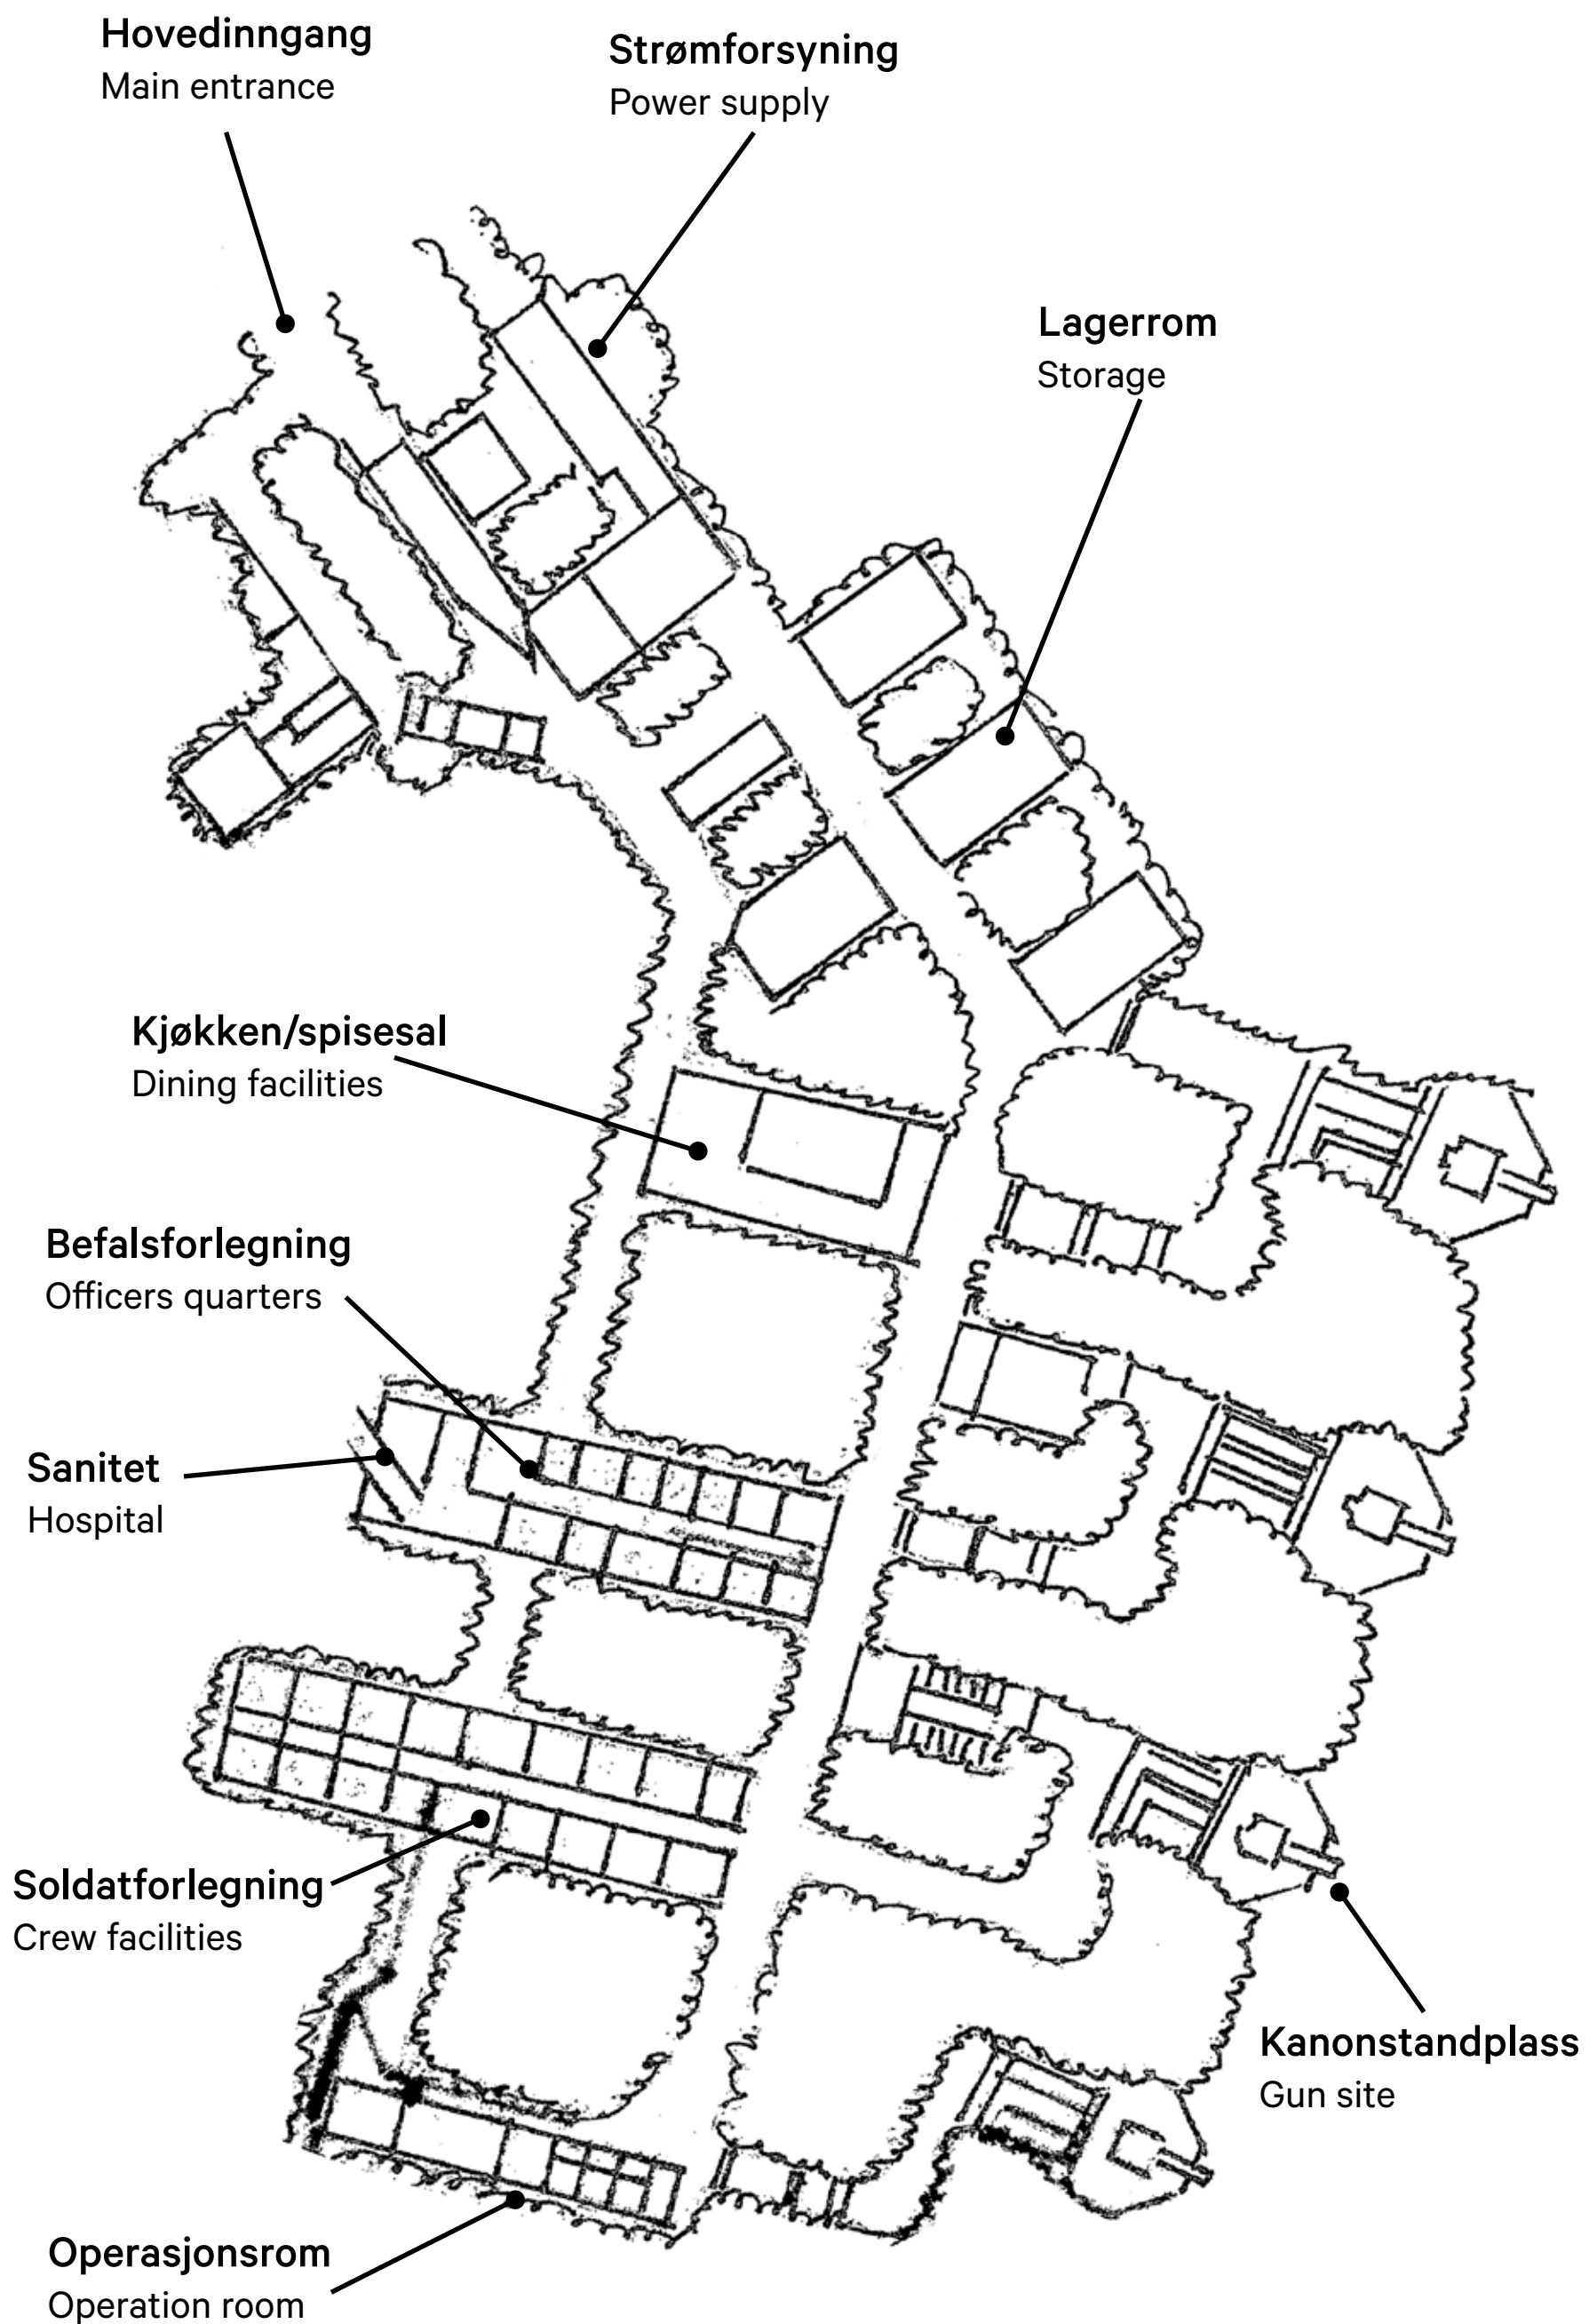 Hovedinngang
Main entrance
Strømforsyning
Power supply
Lagerrom
Storage
Kjøkken/spisesal
Dining facilities
Befalsforlegning
Officers quarters
Sanitet
Hospital
Soldatforlegning
Crew facilities
Kanonstandplass
Gun site
Operasjonsrom
Operation room